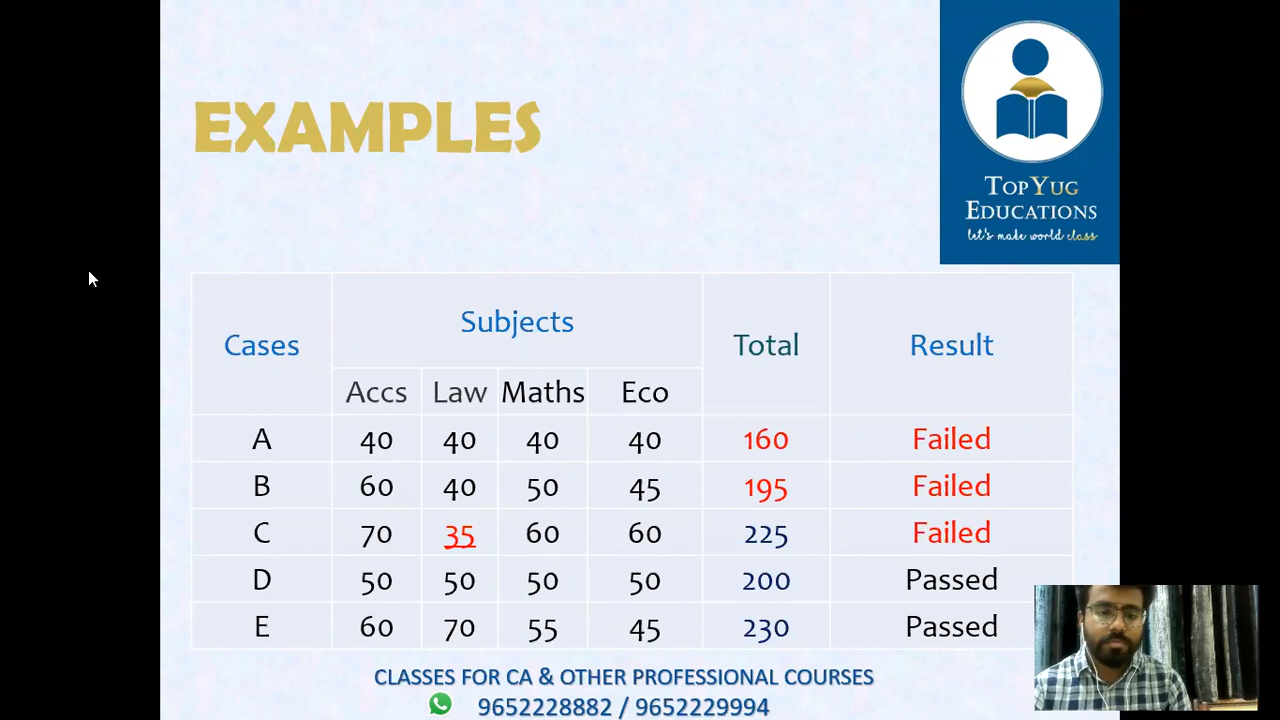 EXAMPLES
TOPYUG
EDUCATIONS
let's make world class
Cases Subjects Total Result
Accs Law Maths Eco
A 40 40 40 40 160 Failed
B 60 40 50 45 195 Failed
C 70 35 60 60 225 Failed
D 50 50 50 50 200 Passed
E 60 70 55 45 230 Passed
CLASSES FOR CA & OTHER PROFESSIONAL COURSES
9652228882 / 9652229994